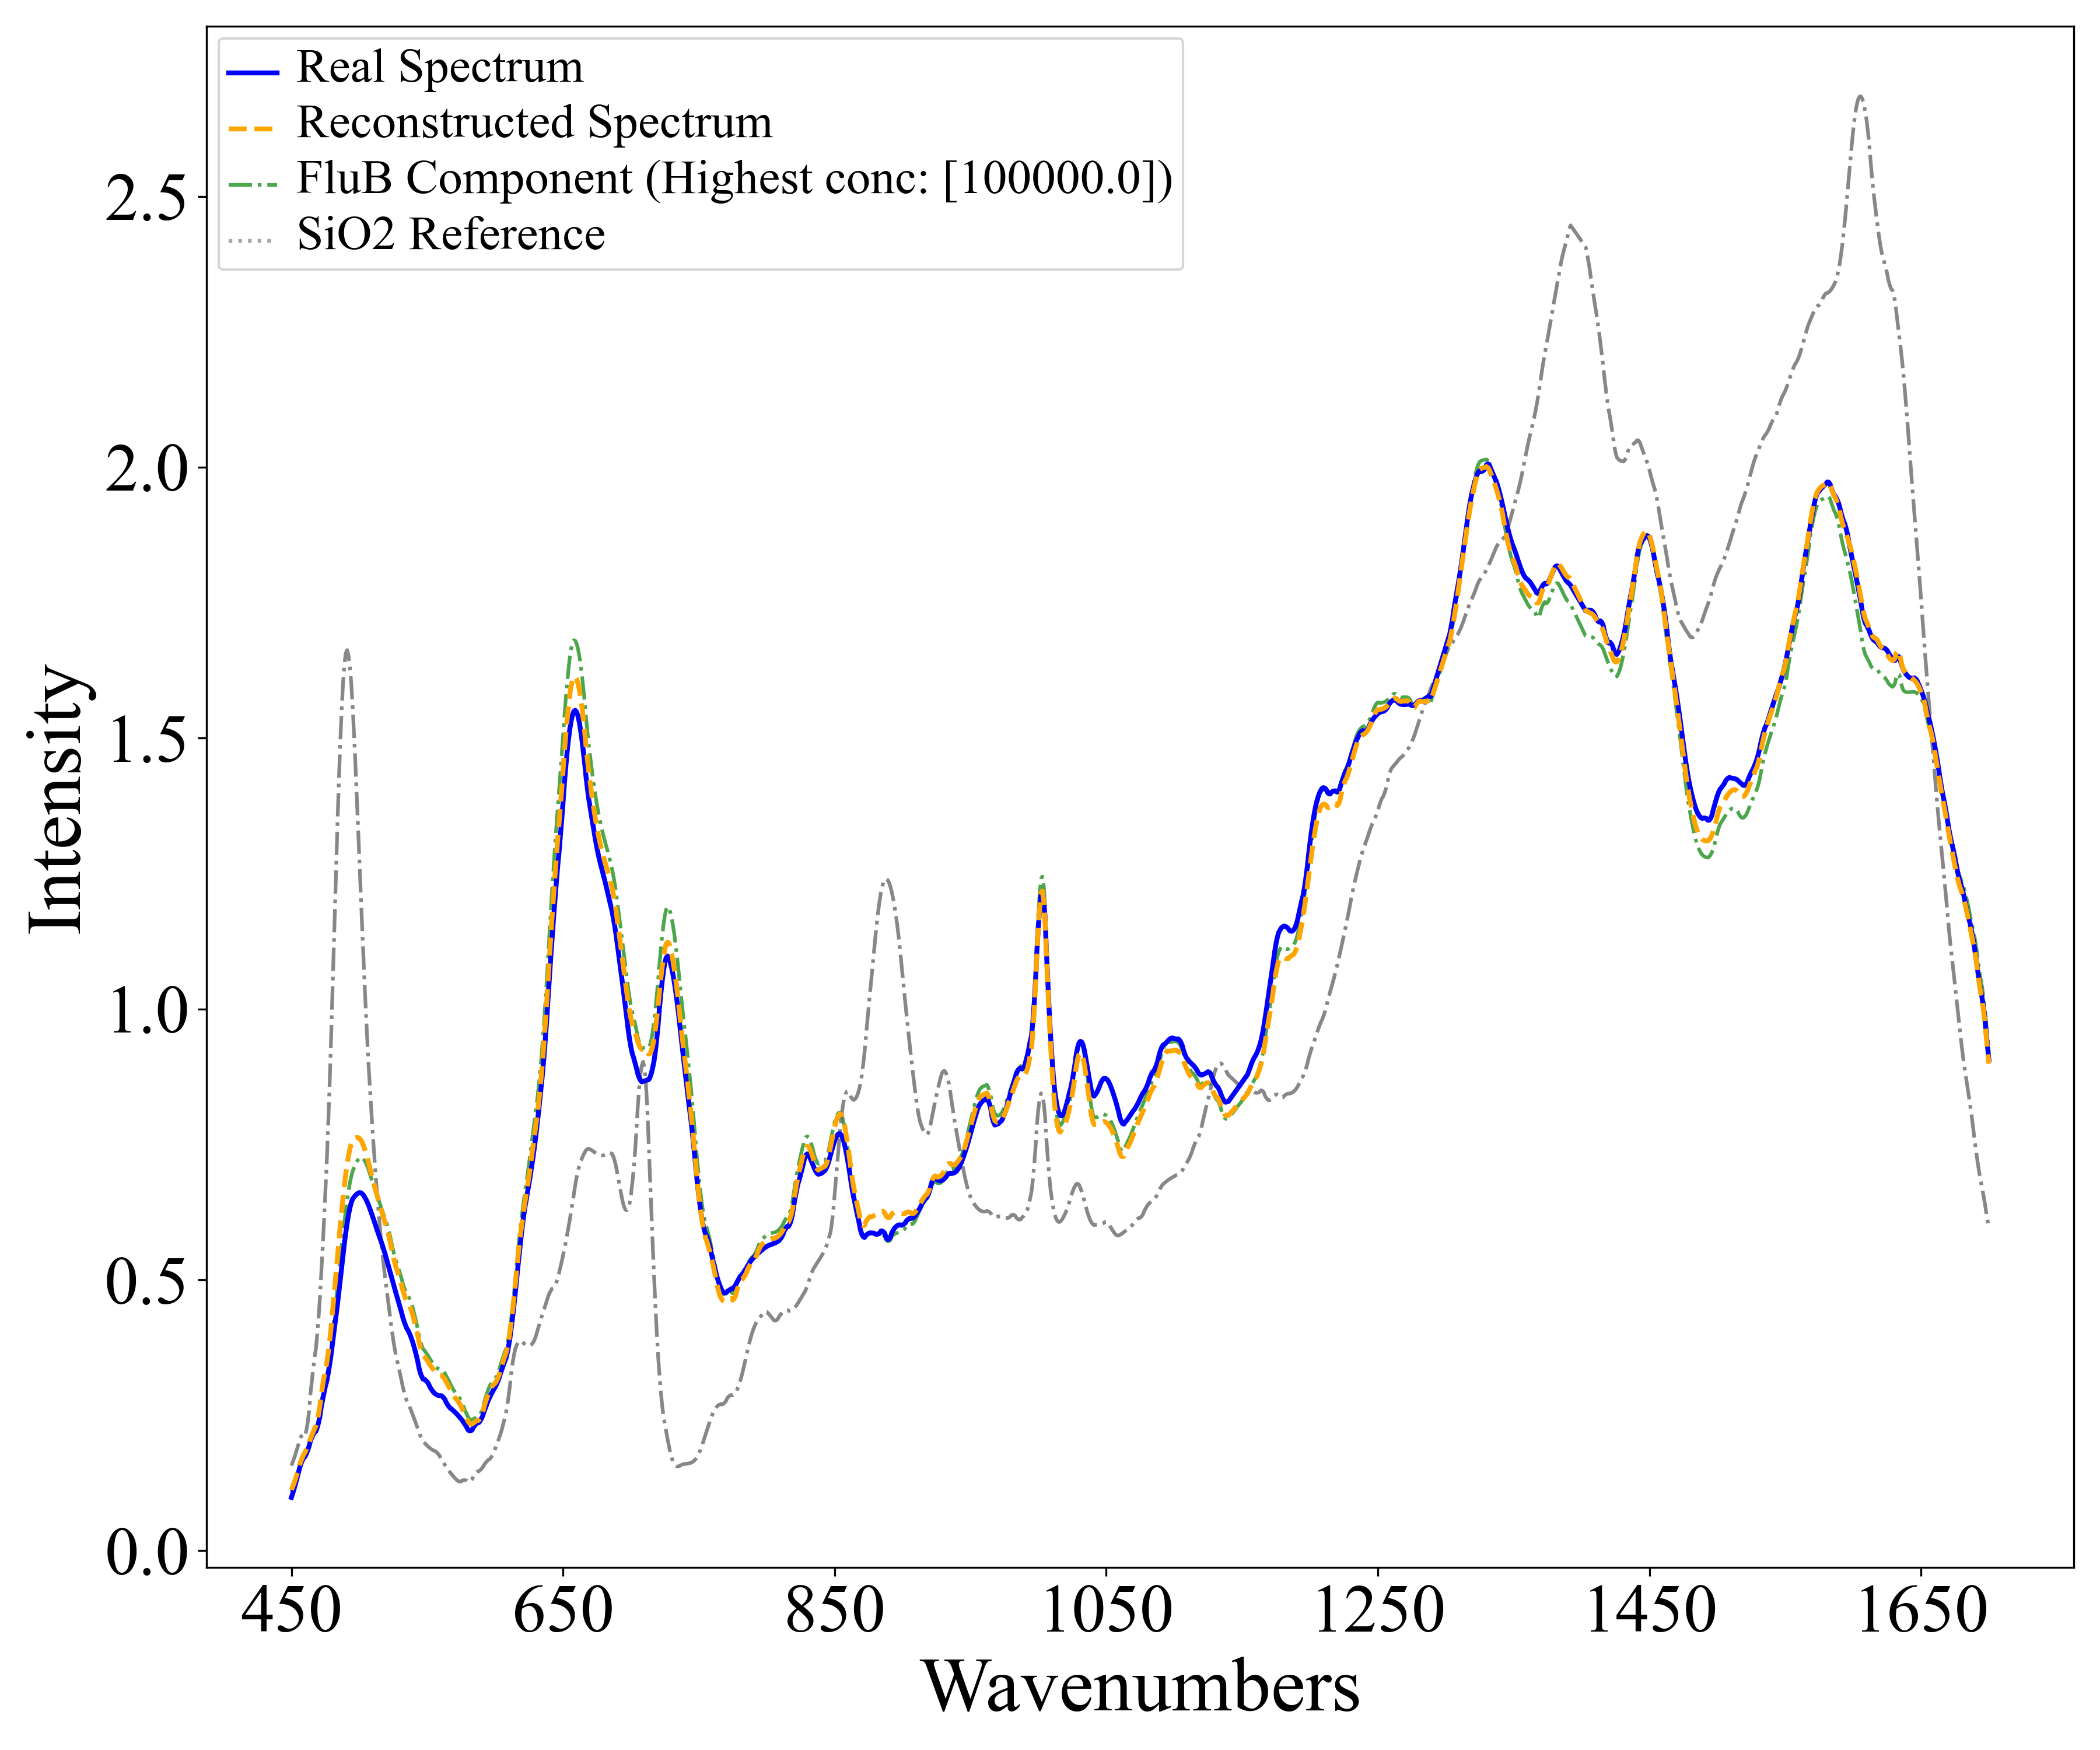 Real Spectrum
Reconstructed Spectrum
FluB Component (Highest conc: [100000.0])
SiO2 Reference
Intensity
2.5
2.0
1.5
1.0
0.5
0.0
450 650 850 1050 1250 1450 1650
Wavenumbers